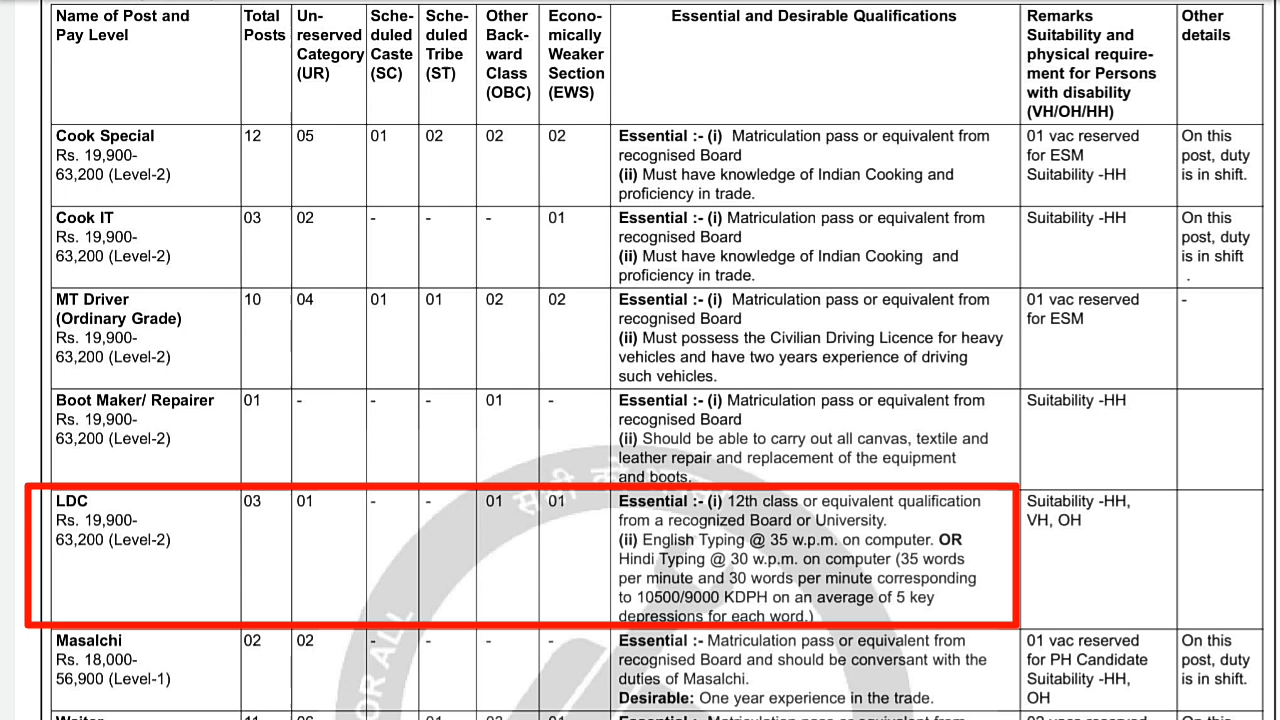 Name of Post and Pay Level
Total Posts
Un-reserved Category (UR)
Sche-duled Caste (SC)
Sche-duled Tribe (ST)
Other Back-ward Class (OBC)
Econo-mically Weaker Section (EWS)
Essential and Desirable Qualifications
Remarks Suitability and physical require-ment for Persons with disability (VH/OH/HH)
Other details
Cook Special
Rs. 19,900-
63,200 (Level-2)
12 05 01 02 02 02
Essential :- (i) Matriculation pass or equivalent from
recognised Board
(ii) Must have knowledge of Indian Cooking and
proficiency in trade.
01 vac reserved
for ESM
Suitability -HH
On this
post, duty
is in shift.
Cook IT
Rs. 19,900-
63,200 (Level-2)
03 02 - - - 01
Essential :- (i) Matriculation pass or equivalent from
recognised Board
(ii) Must have knowledge of Indian Cooking and
proficiency in trade.
Suitability -HH
On this
post, duty
is in shift
.
MT Driver
(Ordinary Grade)
Rs. 19,900-
63,200 (Level-2)
10 04 01 01 02 02
Essential :- (i) Matriculation pass or equivalent from
recognised Board
(ii) Must possess the Civilian Driving Licence for heavy
vehicles and have two years experience of driving
such vehicles.
01 vac reserved
for ESM
-
Boot Maker/ Repairer
Rs. 19,900-
63,200 (Level-2)
01 - - - 01 -
Essential :- (i) Matriculation pass or equivalent from
recognised Board
(ii) Should be able to carry out all canvas, textile and
leather repair and replacement of the equipment
and boots.
Suitability -HH
LDC
Rs. 19,900-
63,200 (Level-2)
03 01 - - 01 01
Essential :- (i) 12th class or equivalent qualification
from a recognized Board or University.
(ii) English Typing @ 35 w.p.m. on computer. OR
Hindi Typing @ 30 w.p.m. on computer (35 words
per minute and 30 words per minute corresponding
to 10500/9000 KDPH on an average of 5 key
depressions for each word.)
Suitability -HH,
VH, OH
Masalchi
Rs. 18,000-
56,900 (Level-1)
02 02 - - - -
Essential :- Matriculation pass or equivalent from
recognised Board and should be conversant with the
duties of Masalchi.
Desirable: One year experience in the trade.
01 vac reserved
for PH Candidate
Suitability -HH,
OH
On this
post, duty
is in shift.
OR ALL